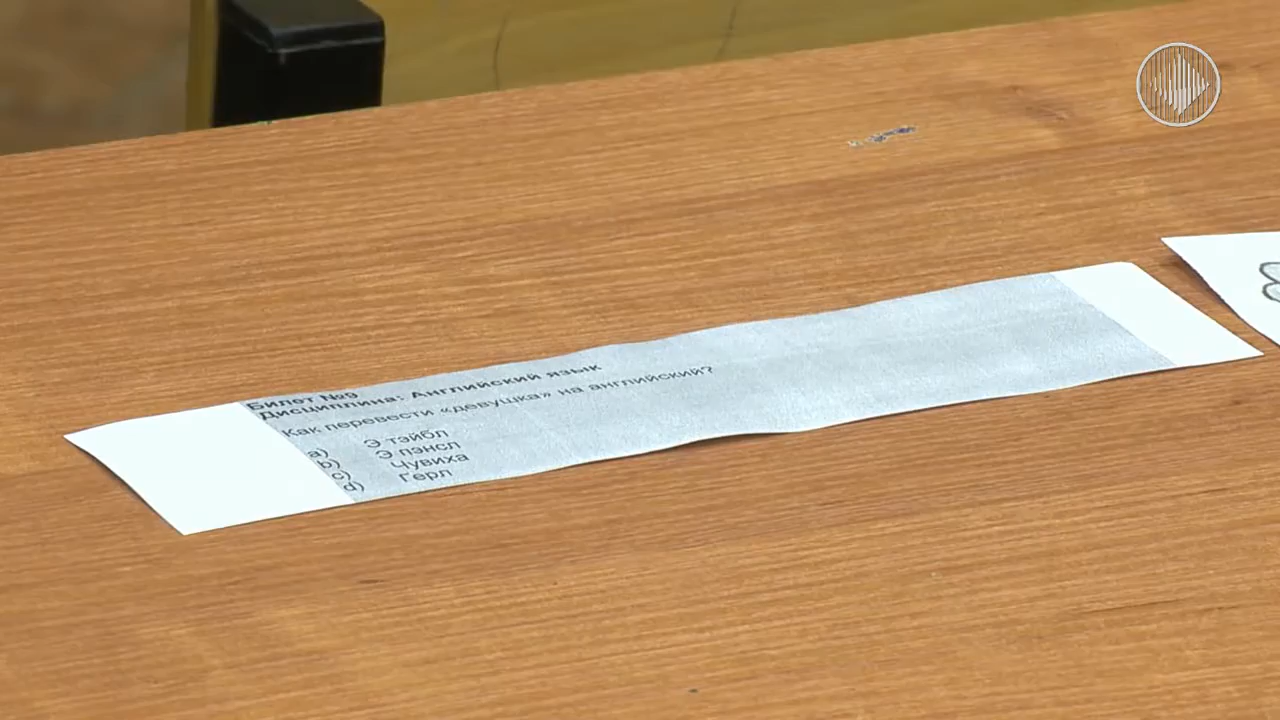 Билет №9
Дисциплина: Английский язык
Как перевести «девушка» на английский?
a) Э тэйбл
b) Э пэнсл
c) Чувиха
d) Герл